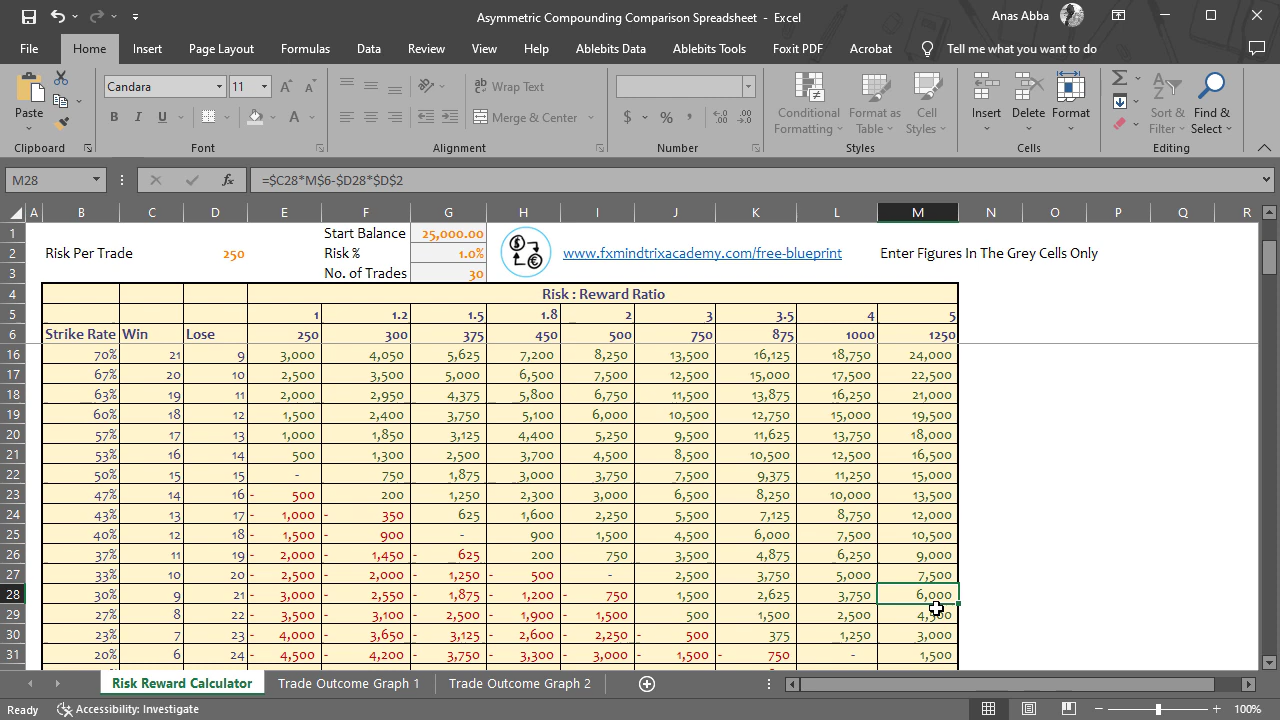 Asymmetric Compounding Comparison Spreadsheet - Excel
Anas Abba
File Home Insert Page Layout Formulas Data Review View Help Ablebits Data Ablebits Tools Foxit PDF Acrobat Tell me what you want to do
Candara 11 A A ab Wrap Text
Paste B I U A Merge & Center $ % , Conditional Formatting Format as Table Cell Styles Insert Delete Format Sort & Filter Find & Select
Clipboard Font Alignment Number Styles Cells Editing
M28 fx =$C28*M$6-$D28*$D$2
A B C D E F G H I J K L M N O P Q R
1 Start Balance 25,000.00
2 Risk Per Trade 250 Risk % 1.0% www.fxmindtrixacademy.com/free-blueprint Enter Figures In The Grey Cells Only
3 No. of Trades 30
4 Risk : Reward Ratio
5 1 1.2 1.5 1.8 2 3 3.5 4 5
6 Strike Rate Win Lose 250 300 375 450 500 750 875 1000 1250
16 70% 21 9 3,000 4,050 5,625 7,200 8,250 13,500 16,125 18,750 24,000
17 67% 20 10 2,500 3,500 5,000 6,500 7,500 12,500 15,000 17,500 22,500
18 63% 19 11 2,000 2,950 4,375 5,800 6,750 11,500 13,875 16,250 21,000
19 60% 18 12 1,500 2,400 3,750 5,100 6,000 10,500 12,750 15,000 19,500
20 57% 17 13 1,000 1,850 3,125 4,400 5,250 9,500 11,625 13,750 18,000
21 53% 16 14 500 1,300 2,500 3,700 4,500 8,500 10,500 12,500 16,500
22 50% 15 15 - 750 1,875 3,000 3,750 7,500 9,375 11,250 15,000
23 47% 14 16 - 500 200 1,250 2,300 3,000 6,500 8,250 10,000 13,500
24 43% 13 17 - 1,000 - 350 625 1,600 2,250 5,500 7,125 8,750 12,000
25 40% 12 18 - 1,500 - 900 - 900 1,500 4,500 6,000 7,500 10,500
26 37% 11 19 - 2,000 - 1,450 - 625 200 750 3,500 4,875 6,250 9,000
27 33% 10 20 - 2,500 - 2,000 - 1,250 - 500 - 2,500 3,750 5,000 7,500
28 30% 9 21 - 3,000 - 2,550 - 1,875 - 1,200 - 750 1,500 2,625 3,750 6,000
29 27% 8 22 - 3,500 - 3,100 - 2,500 - 1,900 - 1,500 500 1,500 2,500
30 23% 7 23 - 4,000 - 3,650 - 3,125 - 2,600 - 2,250 - 500 375 1,250 3,000
31 20% 6 24 - 4,500 - 4,200 - 3,750 - 3,300 - 3,000 - 1,500 - 750 - 1,500
Risk Reward Calculator Trade Outcome Graph 1 Trade Outcome Graph 2
Ready Accessibility: Investigate 100%